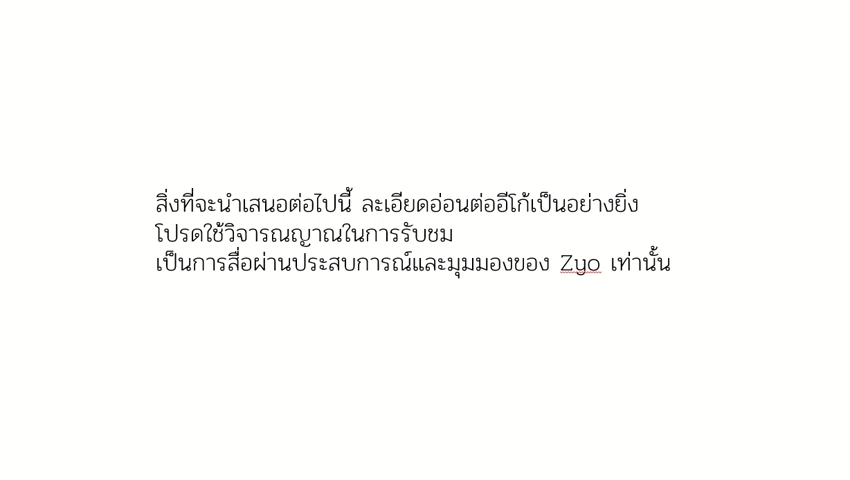 สิ่งที่จะนำเสนอต่อไปนี้ ละเอียดอ่อนต่ออีโก้เป็นอย่างยิ่ง
โปรดใช้วิจารณญาณในการรับชม
เป็นการสื่อผ่านประสบการณ์และมุมมองของ Zyo เท่านั้น